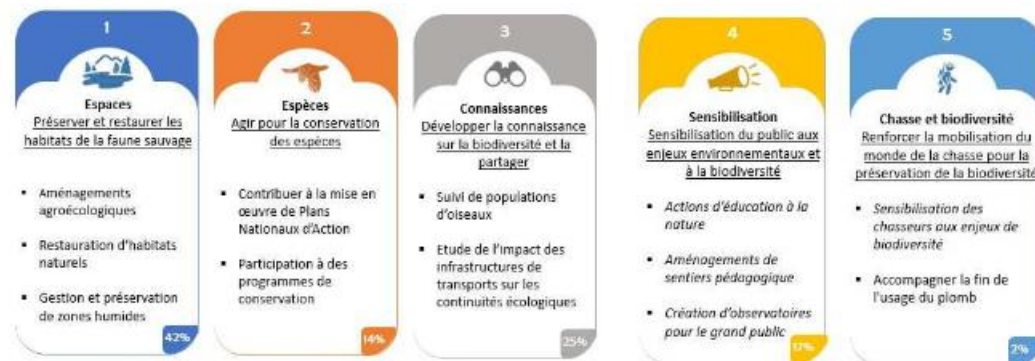 1
Espaces
Préserver et restaurer les
habitats de la faune sauvage
▪ Aménagements
agroécologiques
▪ Restauration d'habitats
naturels
▪ Gestion et préservation
de zones humides
42%
2
Espèces
Agir pour la conservation
des espèces
▪ Contribuer à la mise en
œuvre de Plans
Nationaux d'Action
▪ Participation à des
programmes de
conservation
14%
3
Connaissances
Développer la connaissance
sur la biodiversité et la
partager
▪ Suivi de populations
d'oiseaux
▪ Etude de l'impact des
infrastructures de
transports sur les
continuités écologiques
25%
4
Sensibilisation
Sensibilisation du public aux
enjeux environnementaux et
à la biodiversité
▪ Actions d'éducation à la
nature
▪ Aménagements de
sentiers pédagogique
▪ Création d'observatoires
pour le grand public
17%
5
Chasse et biodiversité
Renforcer la mobilisation du
monde de la chasse pour la
préservation de la biodiversité
▪ Sensibilisation des
chasseurs aux enjeux de
biodiversité
▪ Accompagner la fin de
l'usage du plomb
2%